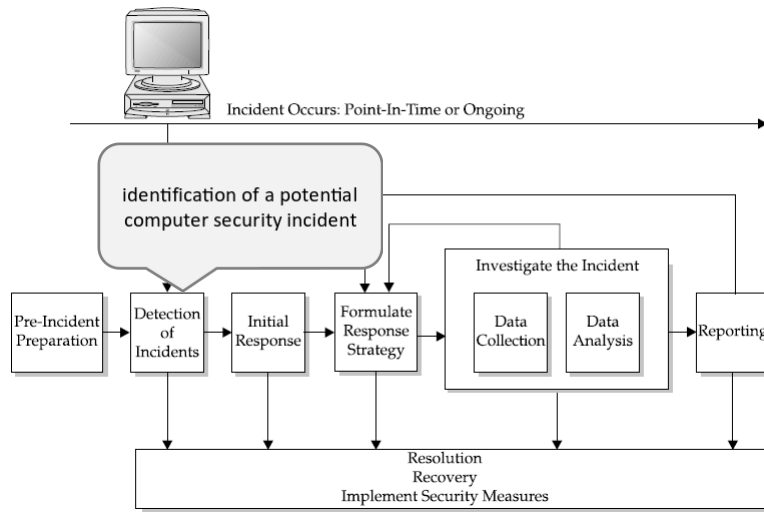 Incident Occurs: Point-In-Time or Ongoing
identification of a potential
computer security incident
Pre-Incident
Preparation
Detection
of
Incidents
Initial
Response
Formulate
Response
Strategy
Investigate the Incident
Data
Collection
Data
Analysis
Reporting
Resolution
Recovery
Implement Security Measures